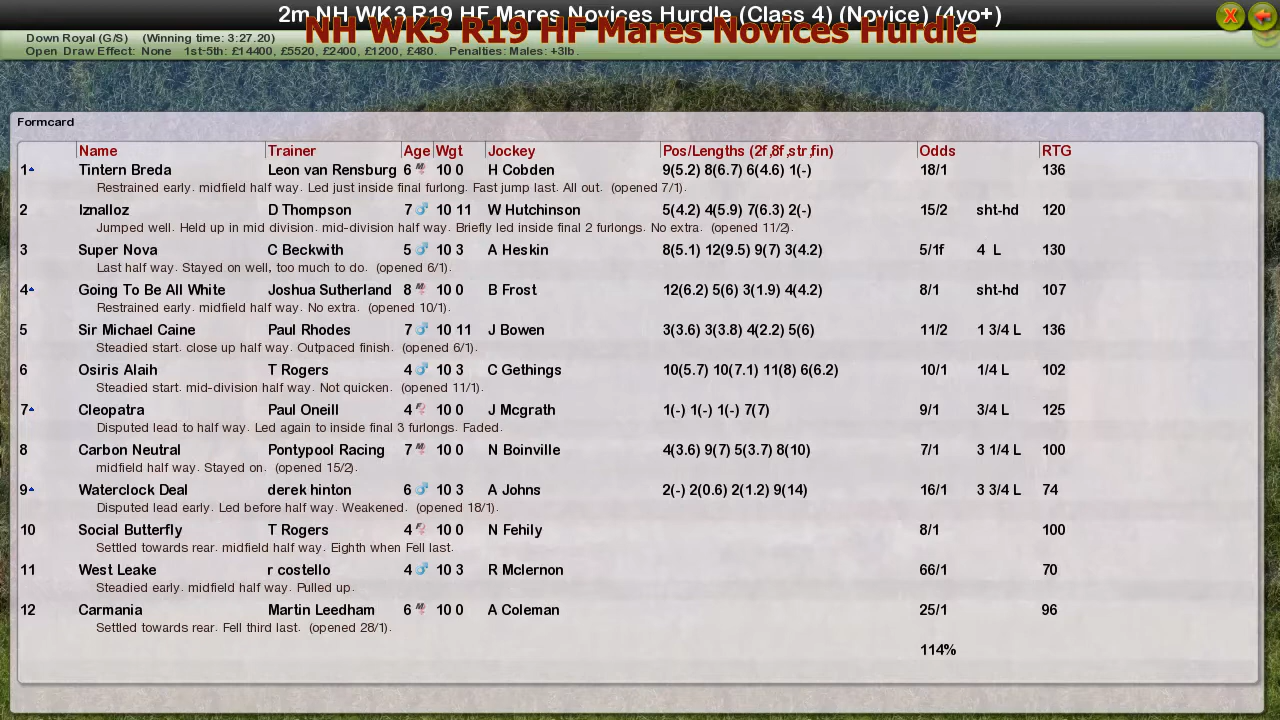 2m NH WK3 R19 HF Mares Novices Hurdle (Class 4) (Novice) (4yo+)
NH WK3 R19 HF Mares Novices Hurdle
Down Royal (G/S) (Winning time: 3:27.20)
Open Draw Effect: None 1st-5th: £14400, £5520, £2400, £1200, £480. Penalties: Males: +3lb.
Formcard
Name Trainer Age Wgt Jockey Pos/Lengths (2f,8f,str,fin) Odds RTG
1 Tintern Breda Leon van Rensburg 6 10 0 H Cobden 9(5.2) 8(6.7) 6(4.6) 1(-) 18/1 136
Restrained early. midfield half way. Led just inside final furlong. Fast jump last. All out. (opened 7/1).
2 Iznalloz D Thompson 7 10 11 W Hutchinson 5(4.2) 4(5.9) 7(6.3) 2(-) 15/2 sht-hd 120
Jumped well. Held up in mid division. mid-division half way. Briefly led inside final 2 furlongs. No extra. (opened 11/2).
3 Super Nova C Beckwith 5 10 3 A Heskin 8(5.1) 12(9.5) 9(7) 3(4.2) 5/1f 4 L 130
Last half way. Stayed on well, too much to do. (opened 6/1).
4 Going To Be All White Joshua Sutherland 8 10 0 B Frost 12(6.2) 5(6) 3(1.9) 4(4.2) 8/1 sht-hd 107
Restrained early. midfield half way. No extra. (opened 10/1).
5 Sir Michael Caine Paul Rhodes 7 10 11 J Bowen 3(3.6) 3(3.8) 4(2.2) 5(6) 11/2 1 3/4 L 136
Steadied start. close up half way. Outpaced finish. (opened 6/1).
6 Osiris Alaih T Rogers 4 10 3 C Gethings 10(5.7) 10(7.1) 11(8) 6(6.2) 10/1 1/4 L 102
Steadied start. mid-division half way. Not quicken. (opened 11/1).
7 Cleopatra Paul Oneill 4 10 0 J Mcgrath 1(-) 1(-) 1(-) 7(7) 9/1 3/4 L 125
Disputed lead to half way. Led again to inside final 3 furlongs. Faded.
8 Carbon Neutral Pontypool Racing 7 10 0 N Boinville 4(3.6) 9(7) 5(3.7) 8(10) 7/1 3 1/4 L 100
midfield half way. Stayed on. (opened 15/2).
9 Waterclock Deal derek hinton 6 10 3 A Johns 2(-) 2(0.6) 2(1.2) 9(14) 16/1 3 3/4 L 74
Disputed lead early. Led before half way. Weakened. (opened 18/1).
10 Social Butterfly T Rogers 4 10 0 N Fehily 8/1 100
Settled towards rear. midfield half way. Eighth when Fell last.
11 West Leake r costello 4 10 3 R Mclernon 66/1 70
Steadied early. midfield half way. Pulled up.
12 Carmania Martin Leedham 6 10 0 A Coleman 25/1 96
Settled towards rear. Fell third last. (opened 28/1).
114%